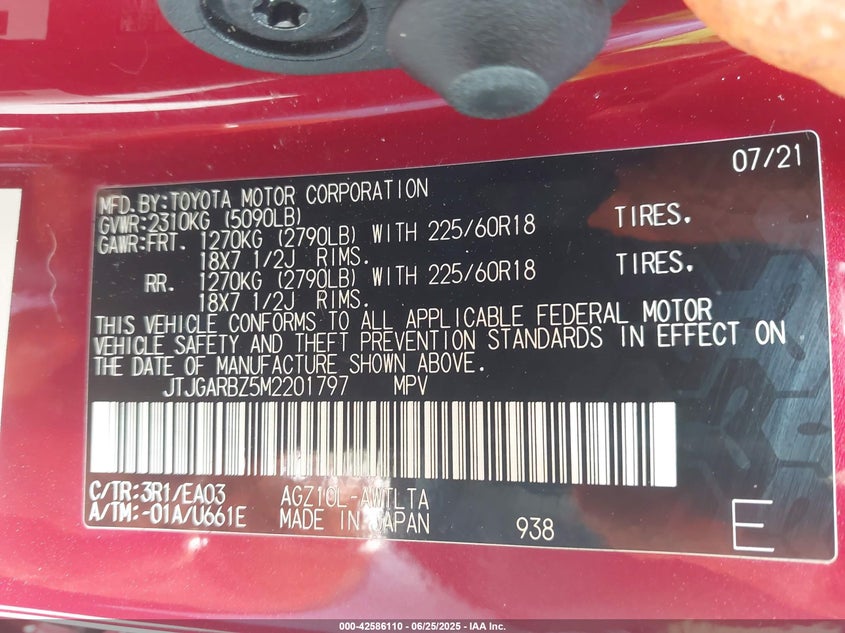 07/21
MFD.BY:TOYOTA MOTOR CORPORATION
GVWR:2310KG (5090LB)
GAWR:FRT. 1270KG (2790LB) WITH 225/60R18 TIRES.
18X7 1/2J RIMS.
RR. 1270KG (2790LB) WITH 225/60R18 TIRES.
18X7 1/2J RIMS.
THIS VEHICLE CONFORMS TO ALL APPLICABLE FEDERAL MOTOR
VEHICLE SAFETY AND THEFT PREVENTION STANDARDS IN EFFECT ON
THE DATE OF MANUFACTURE SHOWN ABOVE.
JTJGARBZ5M2201797 MPV
C/TR:3R1/EA03 AGZ10L-AWTLTA
A/TM:-01A/U661E MADE IN JAPAN 938 E
000-42586110 - 06/25/2025 - IAA Inc.